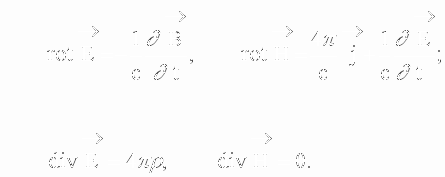 rot E⃗ = 1/c ∂B⃗/∂t, rot H⃗ = 4π/c j⃗ + 1/c ∂E⃗/∂t;
div E⃗ = 4πρ, div H⃗ = 0.